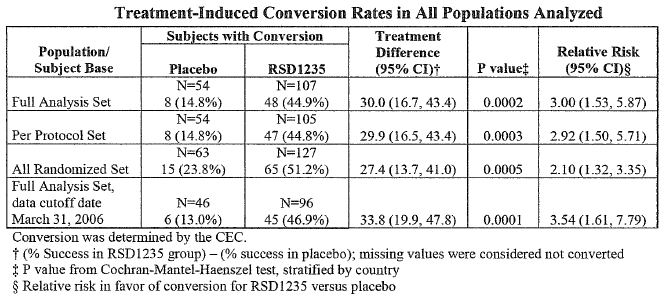 Treatment-Induced Conversion Rates in All Populations Analyzed
Population/ Subject Base | Subjects with Conversion | Treatment Difference (95% CI)† | P value‡ | Relative Risk (95% CI)§
Placebo | RSD1235
Full Analysis Set | N=54 8 (14.8%) | N=107 48 (44.9%) | 30.0 (16.7, 43.4) | 0.0002 | 3.00 (1.53, 5.87)
Per Protocol Set | N=54 8 (14.8%) | N=105 47 (44.8%) | 29.9 (16.5, 43.4) | 0.0003 | 2.92 (1.50, 5.71)
All Randomized Set | N=63 15 (23.8%) | N=127 65 (51.2%) | 27.4 (13.7, 41.0) | 0.0005 | 2.10 (1.32, 3.35)
Full Analysis Set, data cutoff date March 31, 2006 | N=46 6 (13.0%) | N=96 45 (46.9%) | 33.8 (19.9, 47.8) | 0.0001 | 3.54 (1.61, 7.79)
Conversion was determined by the CEC.
† (% Success in RSD1235 group) – (% success in placebo); missing values were considered not converted
‡ P value from Cochran-Mantel-Haenszel test, stratified by country
§ Relative risk in favor of conversion for RSD1235 versus placebo